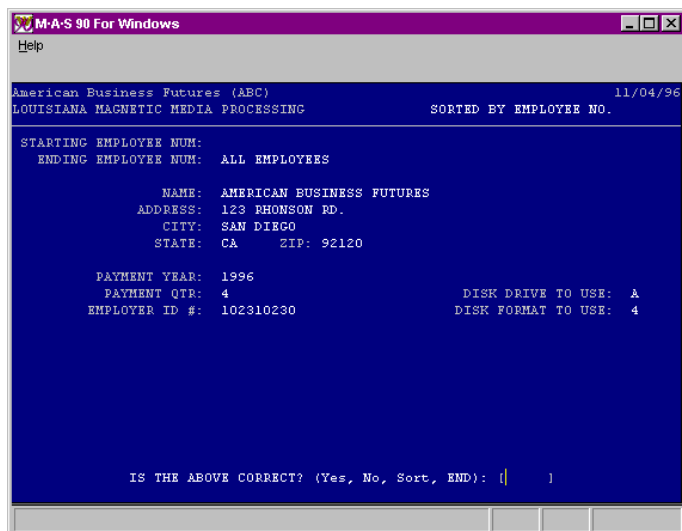 M·A·S 90 For Windows
Help
American Business Futures (ABC) 11/04/96
LOUISIANA MAGNETIC MEDIA PROCESSING SORTED BY EMPLOYEE NO.
STARTING EMPLOYEE NUM:
ENDING EMPLOYEE NUM: ALL EMPLOYEES
NAME: AMERICAN BUSINESS FUTURES
ADDRESS: 123 RHONSON RD.
CITY: SAN DIEGO
STATE: CA ZIP: 92120
PAYMENT YEAR: 1996
PAYMENT QTR: 4 DISK DRIVE TO USE: A
EMPLOYER ID #: 102310230 DISK FORMAT TO USE: 4
IS THE ABOVE CORRECT? (Yes, No, Sort, END): [ ]